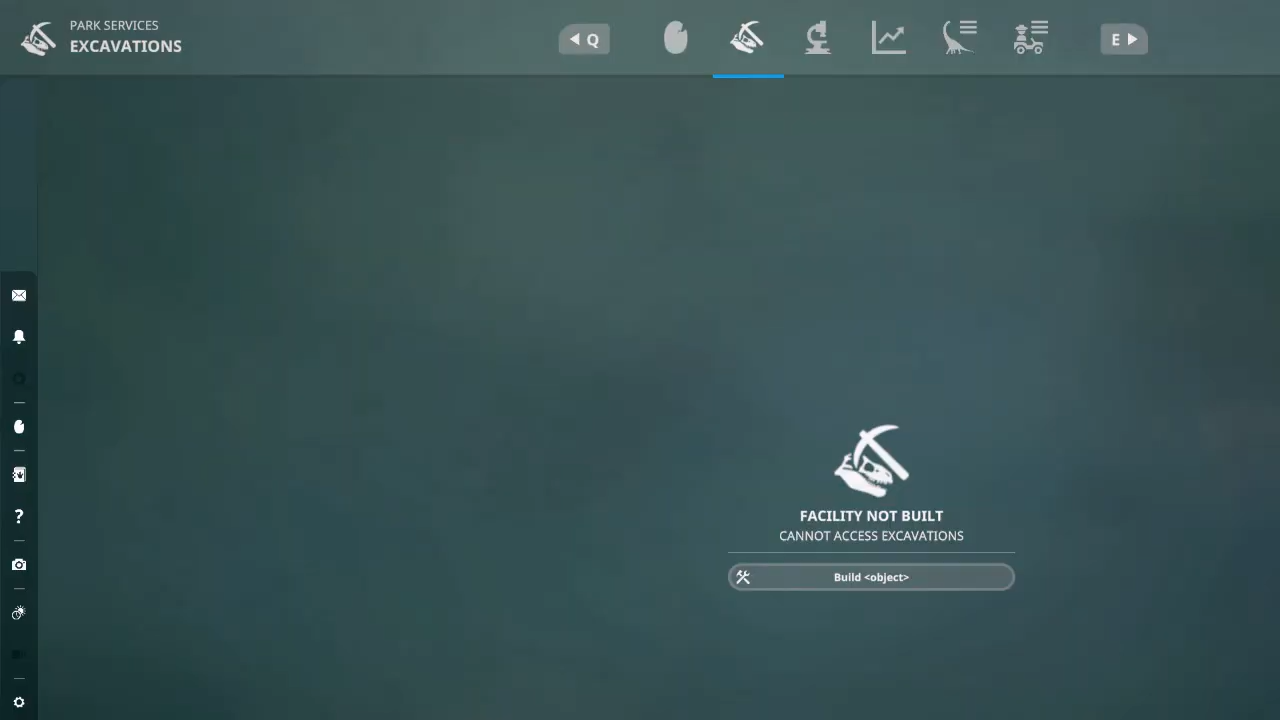 PARK SERVICES
EXCAVATIONS
Q
E
?
FACILITY NOT BUILT
CANNOT ACCESS EXCAVATIONS
Build <object>